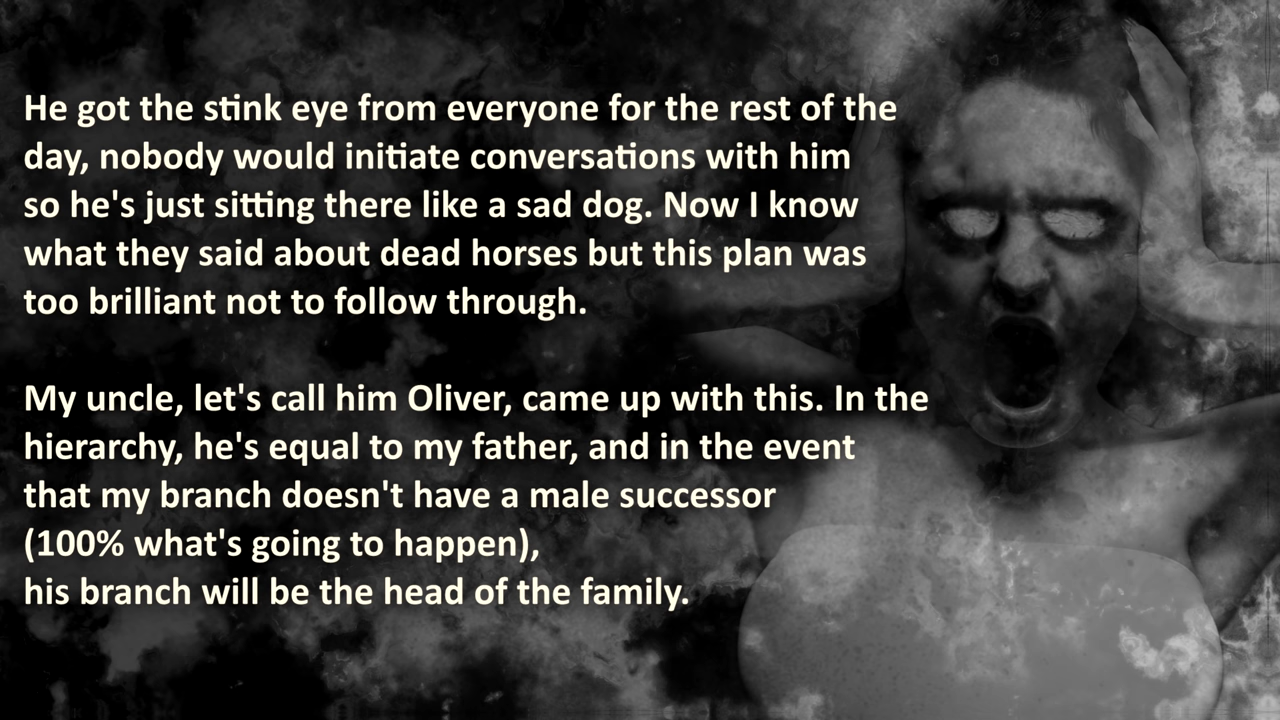 He got the stink eye from everyone for the rest of the
day, nobody would initiate conversations with him
so he's just sitting there like a sad dog. Now I know
what they said about dead horses but this plan was
too brilliant not to follow through.
My uncle, let's call him Oliver, came up with this. In the
hierarchy, he's equal to my father, and in the event
that my branch doesn't have a male successor
(100% what's going to happen),
his branch will be the head of the family.